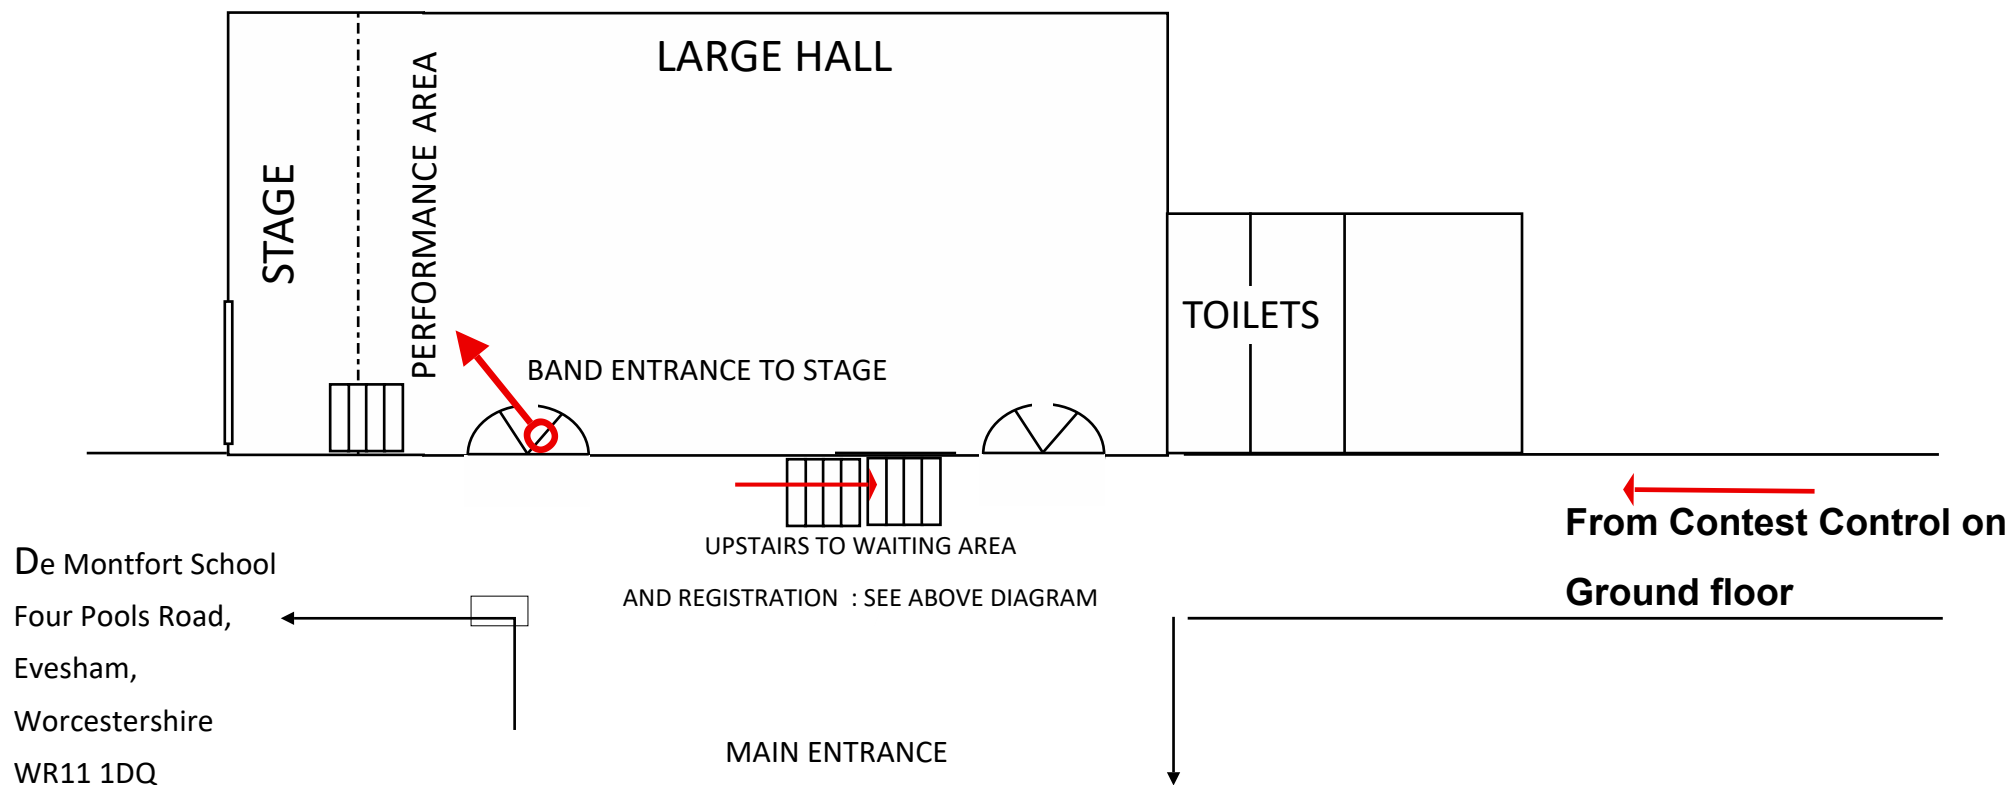 LARGE HALL
PERFORMANCE AREA
STAGE
TOILETS
BAND ENTRANCE TO STAGE
From Contest Control on
Ground floor
UPSTAIRS TO WAITING AREA
AND REGISTRATION : SEE ABOVE DIAGRAM
De Montfort School
Four Pools Road,
Evesham,
Worcestershire
WR11 1DQ
MAIN ENTRANCE